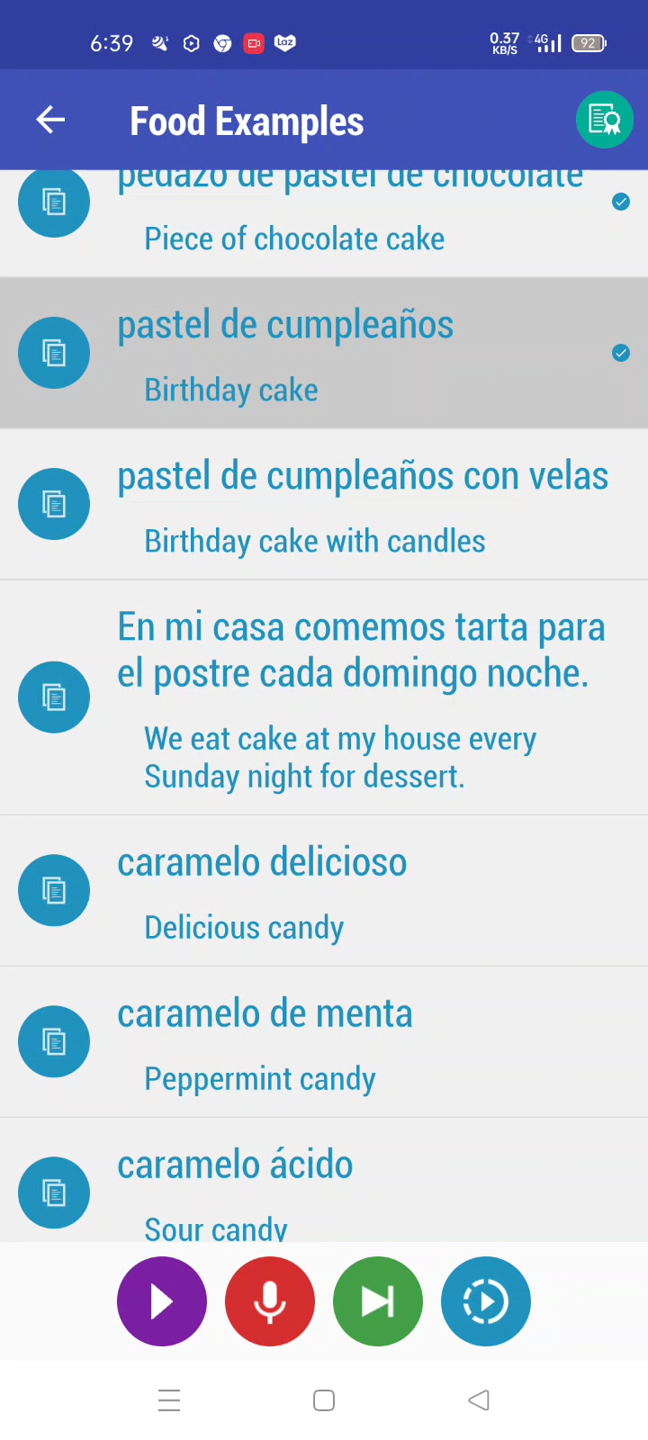 6:39
Laz
0.37
KB/S
4G
92
Food Examples
pedazo de pastel de chocolate
Piece of chocolate cake
pastel de cumpleaños
Birthday cake
pastel de cumpleaños con velas
Birthday cake with candles
En mi casa comemos tarta para
el postre cada domingo noche.
We eat cake at my house every
Sunday night for dessert.
caramelo delicioso
Delicious candy
caramelo de menta
Peppermint candy
caramelo ácido
Sour candy